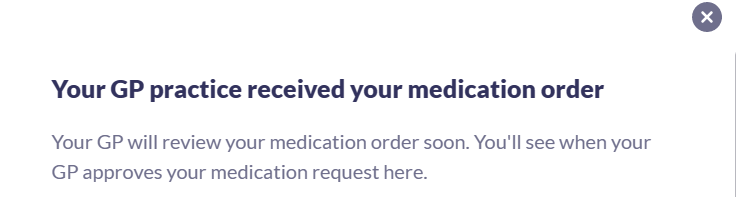 Your GP practice received your medication order
Your GP will review your medication order soon. You'll see when your
GP approves your medication request here.